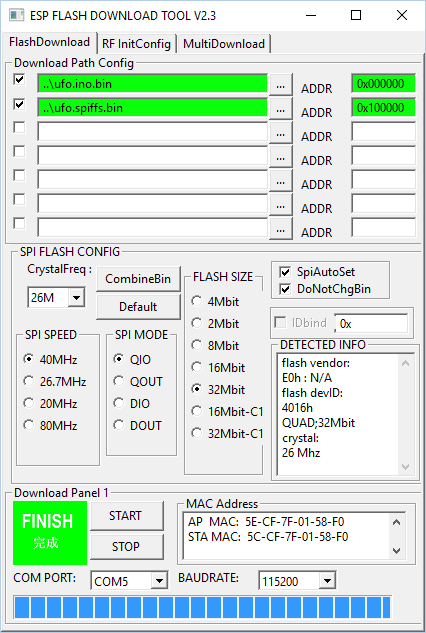 ESP FLASH DOWNLOAD TOOL V2.3
FlashDownload RF InitConfig MultiDownload
Download Path Config
..\ufo.ino.bin ... ADDR 0x000000
..\ufo.spiffs.bin ... ADDR 0x100000
... ADDR
... ADDR
... ADDR
... ADDR
... ADDR
SPI FLASH CONFIG
CrystalFreq :
26M
CombineBin
Default
SPI SPEED
40MHz
26.7MHz
20MHz
80MHz
SPI MODE
QIO
QOUT
DIO
DOUT
FLASH SIZE
4Mbit
2Mbit
8Mbit
16Mbit
32Mbit
16Mbit-C1
32Mbit-C1
SpiAutoSet
DoNotChgBin
IDbind 0x
DETECTED INFO
flash vendor:
E0h : N/A
flash devID:
4016h
QUAD;32Mbit
crystal:
26 Mhz
Download Panel 1
FINISH
完成
START
STOP
MAC Address
AP MAC: 5E-CF-7F-01-58-F0
STA MAC: 5C-CF-7F-01-58-F0
COM PORT: COM5 BAUDRATE: 115200